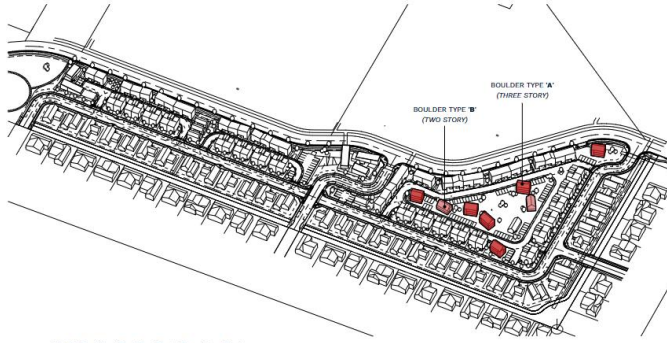 BOULDER TYPE 'A'
(THREE STORY)
BOULDER TYPE 'B'
(TWO STORY)